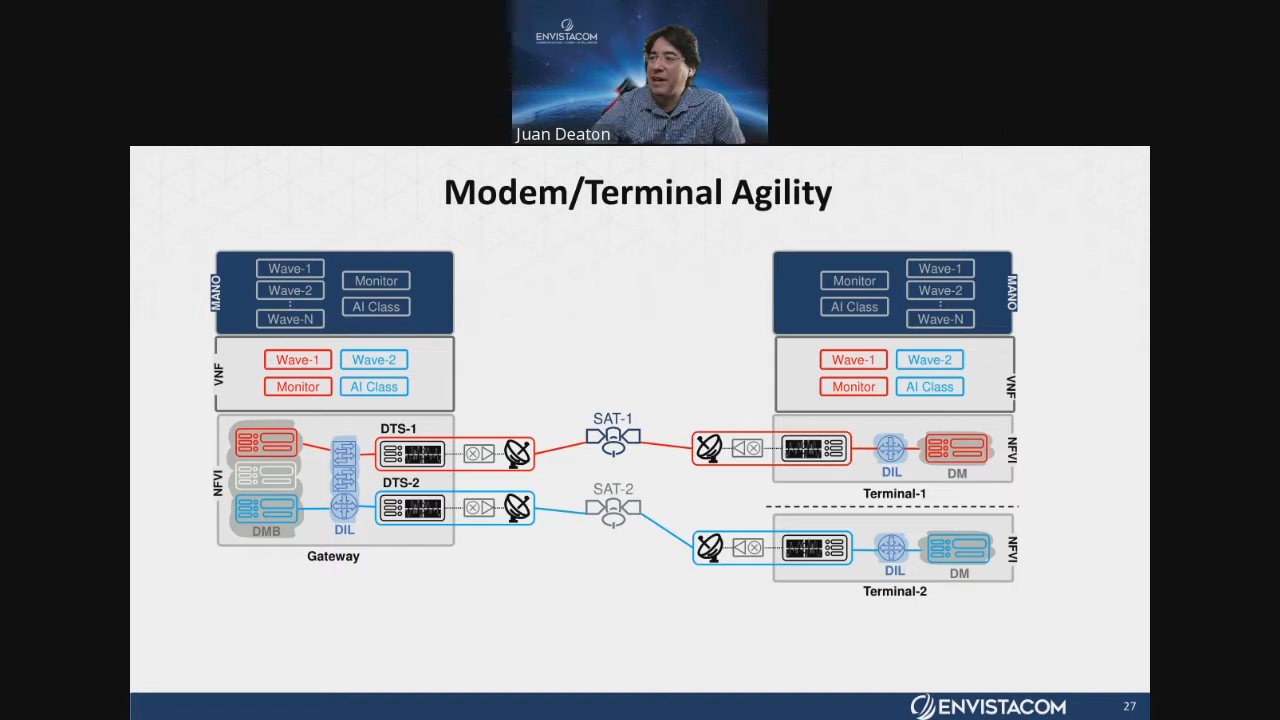 ENVISTACOM
Juan Deaton
Modem/Terminal Agility
MANO
Wave-1
Wave-2
Wave-N
Monitor
AI Class
Monitor
AI Class
Wave-1
Wave-2
Wave-N
MANO
VNF
Wave-1
Wave-2
Monitor
AI Class
Wave-1
Wave-2
Monitor
AI Class
VNF
NFVI
DMB
DIL
DTS-1
DTS-2
Gateway
SAT-1
SAT-2
DIL
DM
NFVI
Terminal-1
DIL
DM
NFVI
Terminal-2
ENVISTACOM
27